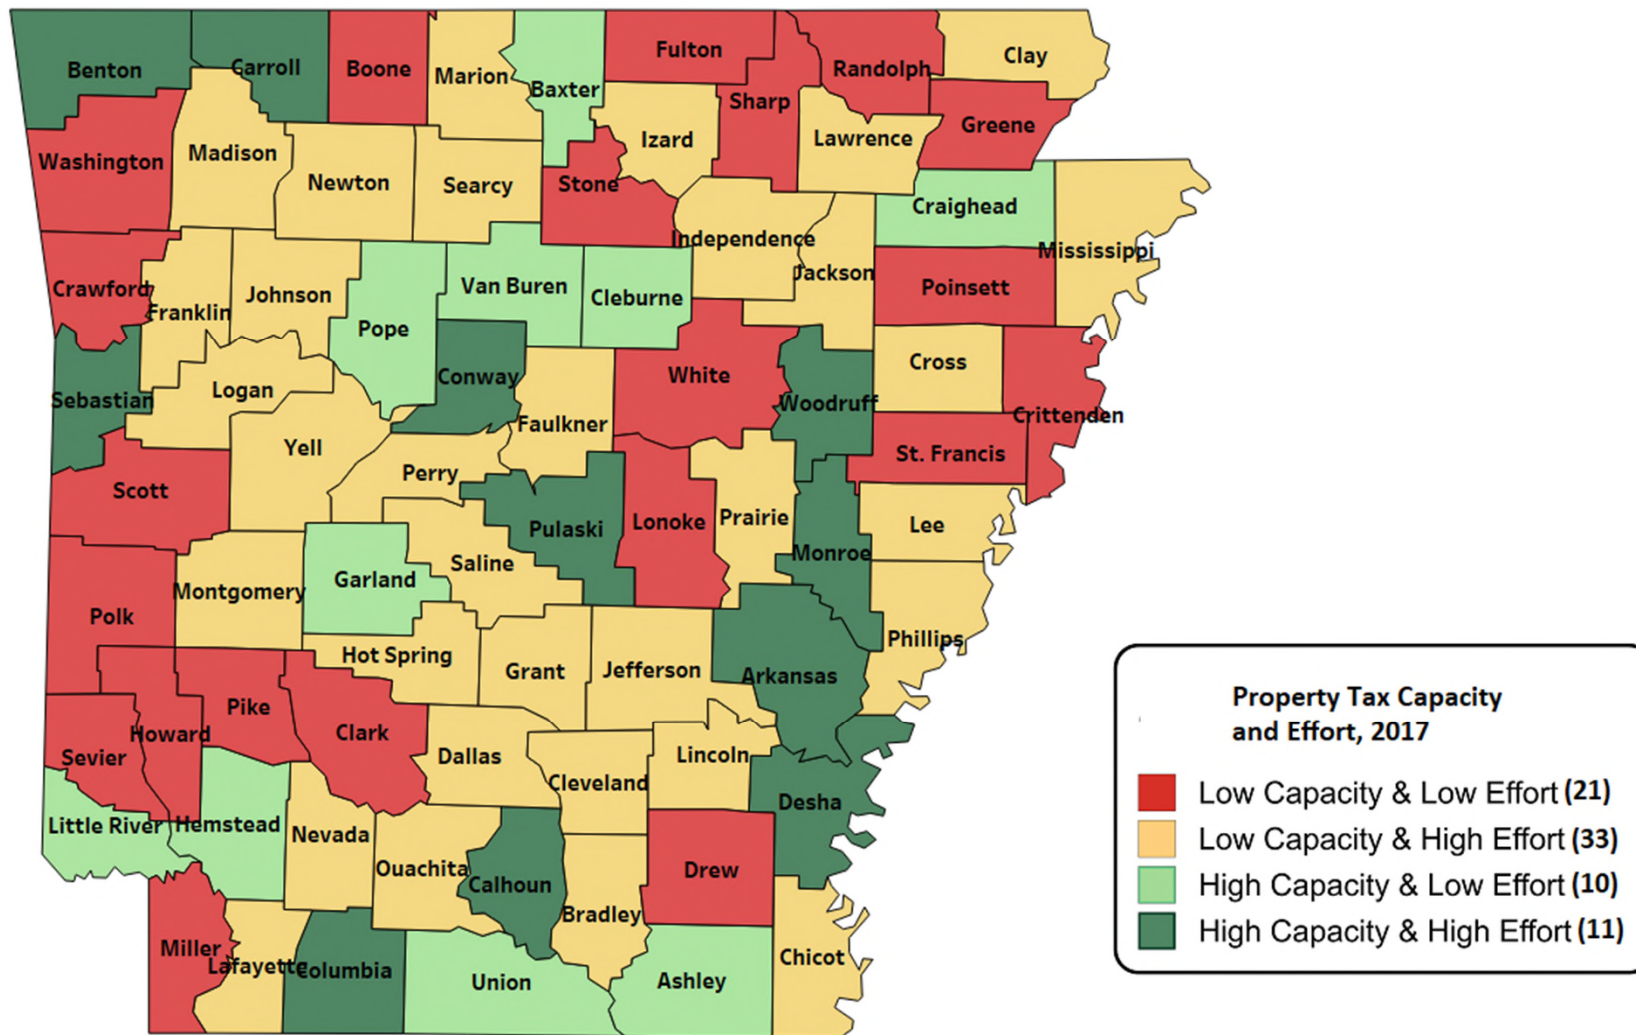 Benton
Carroll
Boone
Marion
Baxter
Fulton
Sharp
Randolph
Clay
Greene
Washington
Madison
Newton
Searcy
Stone
Izard
Lawrence
Craighead
Mississippi
Crawford
Franklin
Johnson
Pope
Van Buren
Cleburne
Independence
Jackson
Poinsett
Sebastian
Logan
Conway
Faulkner
White
Woodruff
Cross
Crittenden
Scott
Yell
Perry
Pulaski
Lonoke
Prairie
Monroe
St. Francis
Lee
Polk
Montgomery
Garland
Saline
Hot Spring
Grant
Jefferson
Arkansas
Phillips
Sevier
Howard
Pike
Clark
Dallas
Cleveland
Lincoln
Desha
Little River
Hemstead
Nevada
Ouachita
Calhoun
Bradley
Drew
Miller
Lafayette
Columbia
Union
Ashley
Chicot
Property Tax Capacity
and Effort, 2017
Low Capacity & Low Effort (21)
Low Capacity & High Effort (33)
High Capacity & Low Effort (10)
High Capacity & High Effort (11)